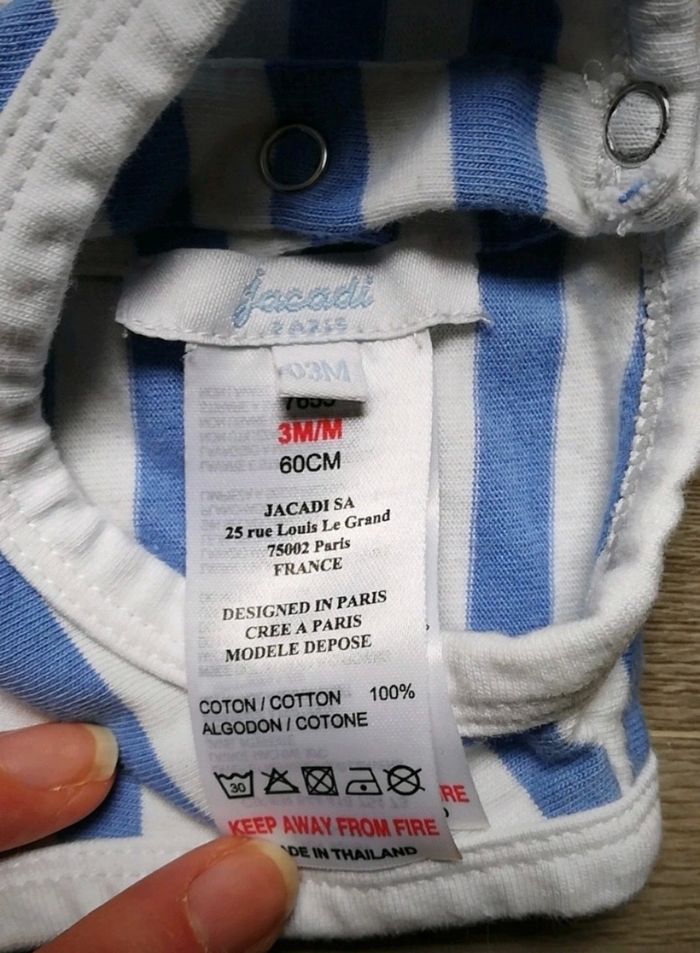 jacadi
PARIS
03M
3M/M
60CM
JACADI SA
25 rue Louis Le Grand
75002 Paris
FRANCE
DESIGNED IN PARIS
CREE A PARIS
MODELE DEPOSE
COTON / COTTON 100%
ALGODON / COTONE
30
RE
KEEP AWAY FROM FIRE
ADE IN THAILAND